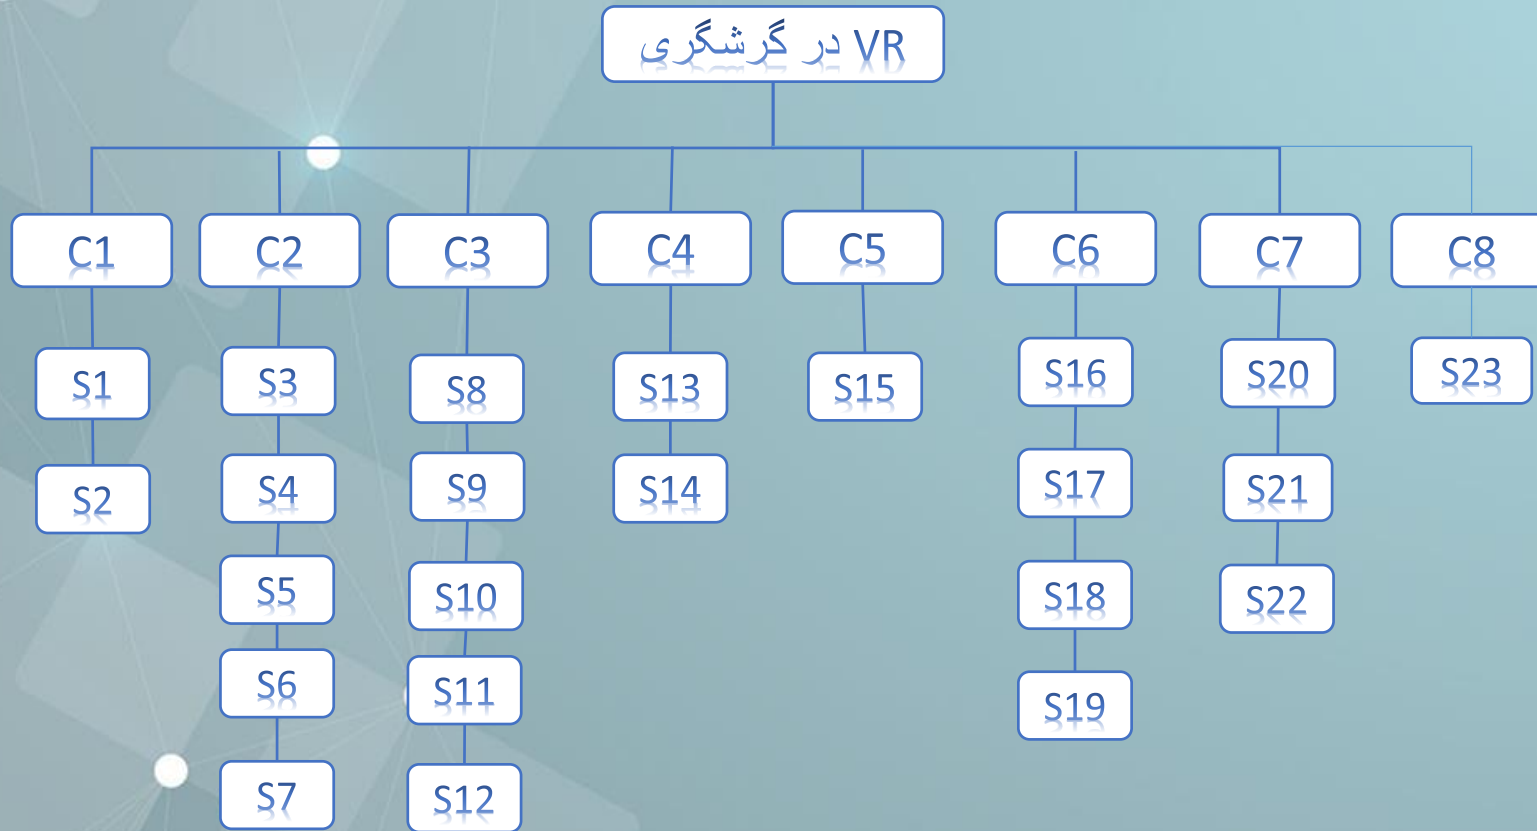 VR در گرشگری
C1
C2
C3
C4
C5
C6
C7
C8
S1
S2
S3
S4
S5
S6
S7
S8
S9
S10
S11
S12
S13
S14
S15
S16
S17
S18
S19
S20
S21
S22
S23